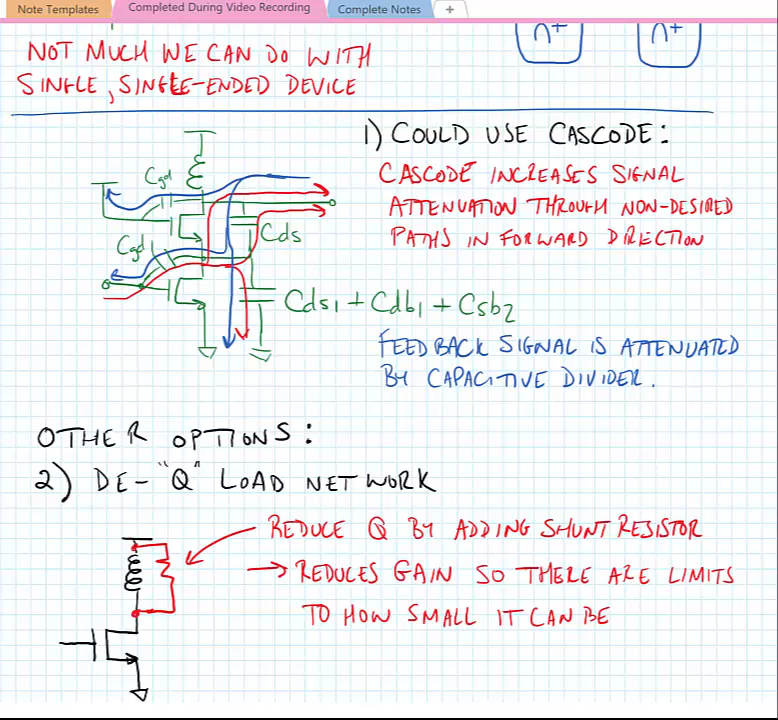 Note Templates
Completed During Video Recording
Complete Notes
+
n+ n+
NOT MUCH WE CAN DO WITH
SINGLE, SINGLE-ENDED DEVICE
1) COULD USE CASCODE:
CASCODE INCREASES SIGNAL
ATTENUATION THROUGH NON-DESIRED
PATHS IN FORWARD DIRECTION
Cgd
Cds
Cgd1
Cds1 + Cdb1 + Csb2
FEEDBACK SIGNAL IS ATTENUATED
BY CAPACITIVE DIVIDER.
OTHER OPTIONS:
2) DE-"Q" LOAD NETWORK
REDUCE Q BY ADDING SHUNT RESISTOR
→ REDUCES GAIN SO THERE ARE LIMITS
TO HOW SMALL IT CAN BE